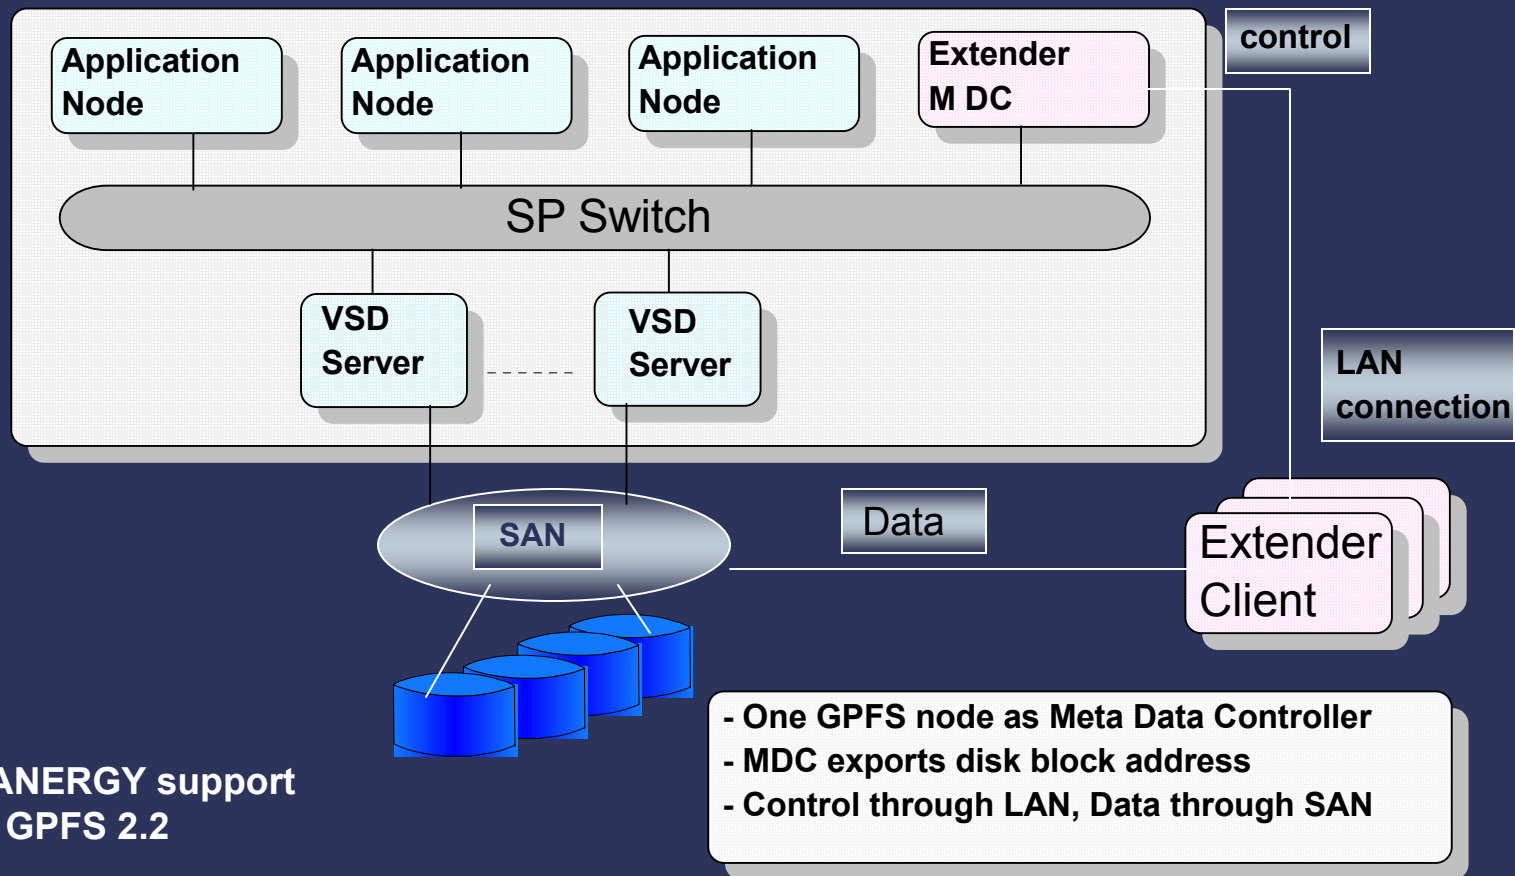 Application
Node
Application
Node
Application
Node
Extender
M DC
control
SP Switch
VSD
Server
VSD
Server
LAN
connection
SAN
Data
Extender
Client
- One GPFS node as Meta Data Controller
- MDC exports disk block address
- Control through LAN, Data through SAN
ANERGY support
GPFS 2.2